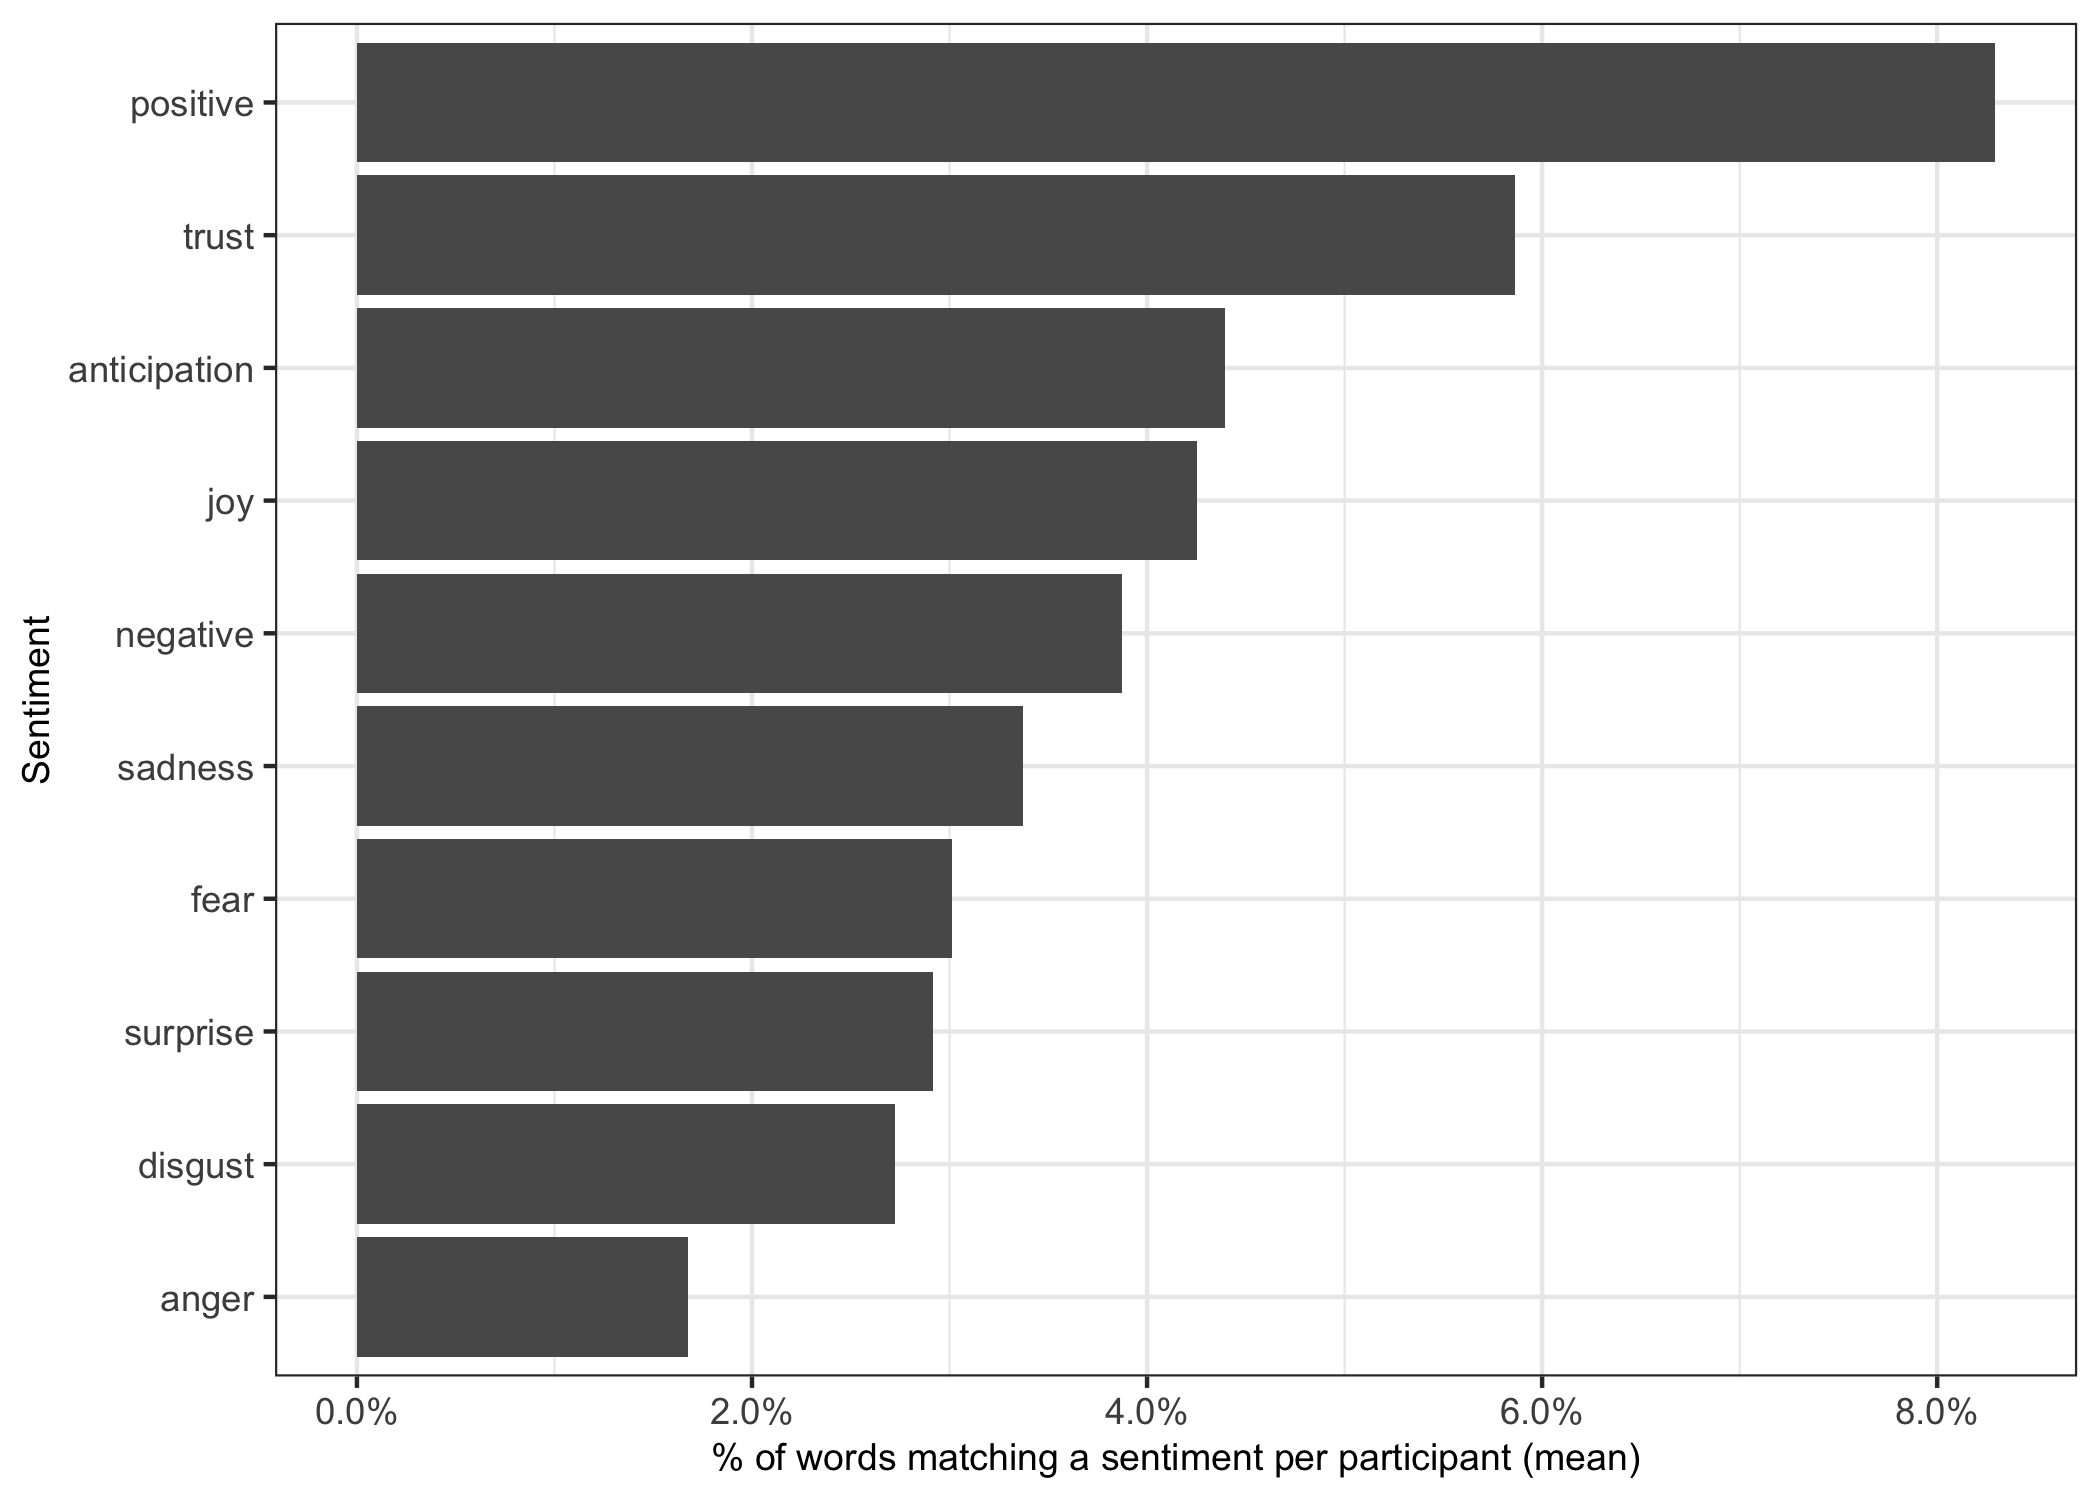 Sentiment
positive
trust
anticipation
joy
negative
sadness
fear
surprise
disgust
anger
0.0% 2.0% 4.0% 6.0% 8.0%
% of words matching a sentiment per participant (mean)